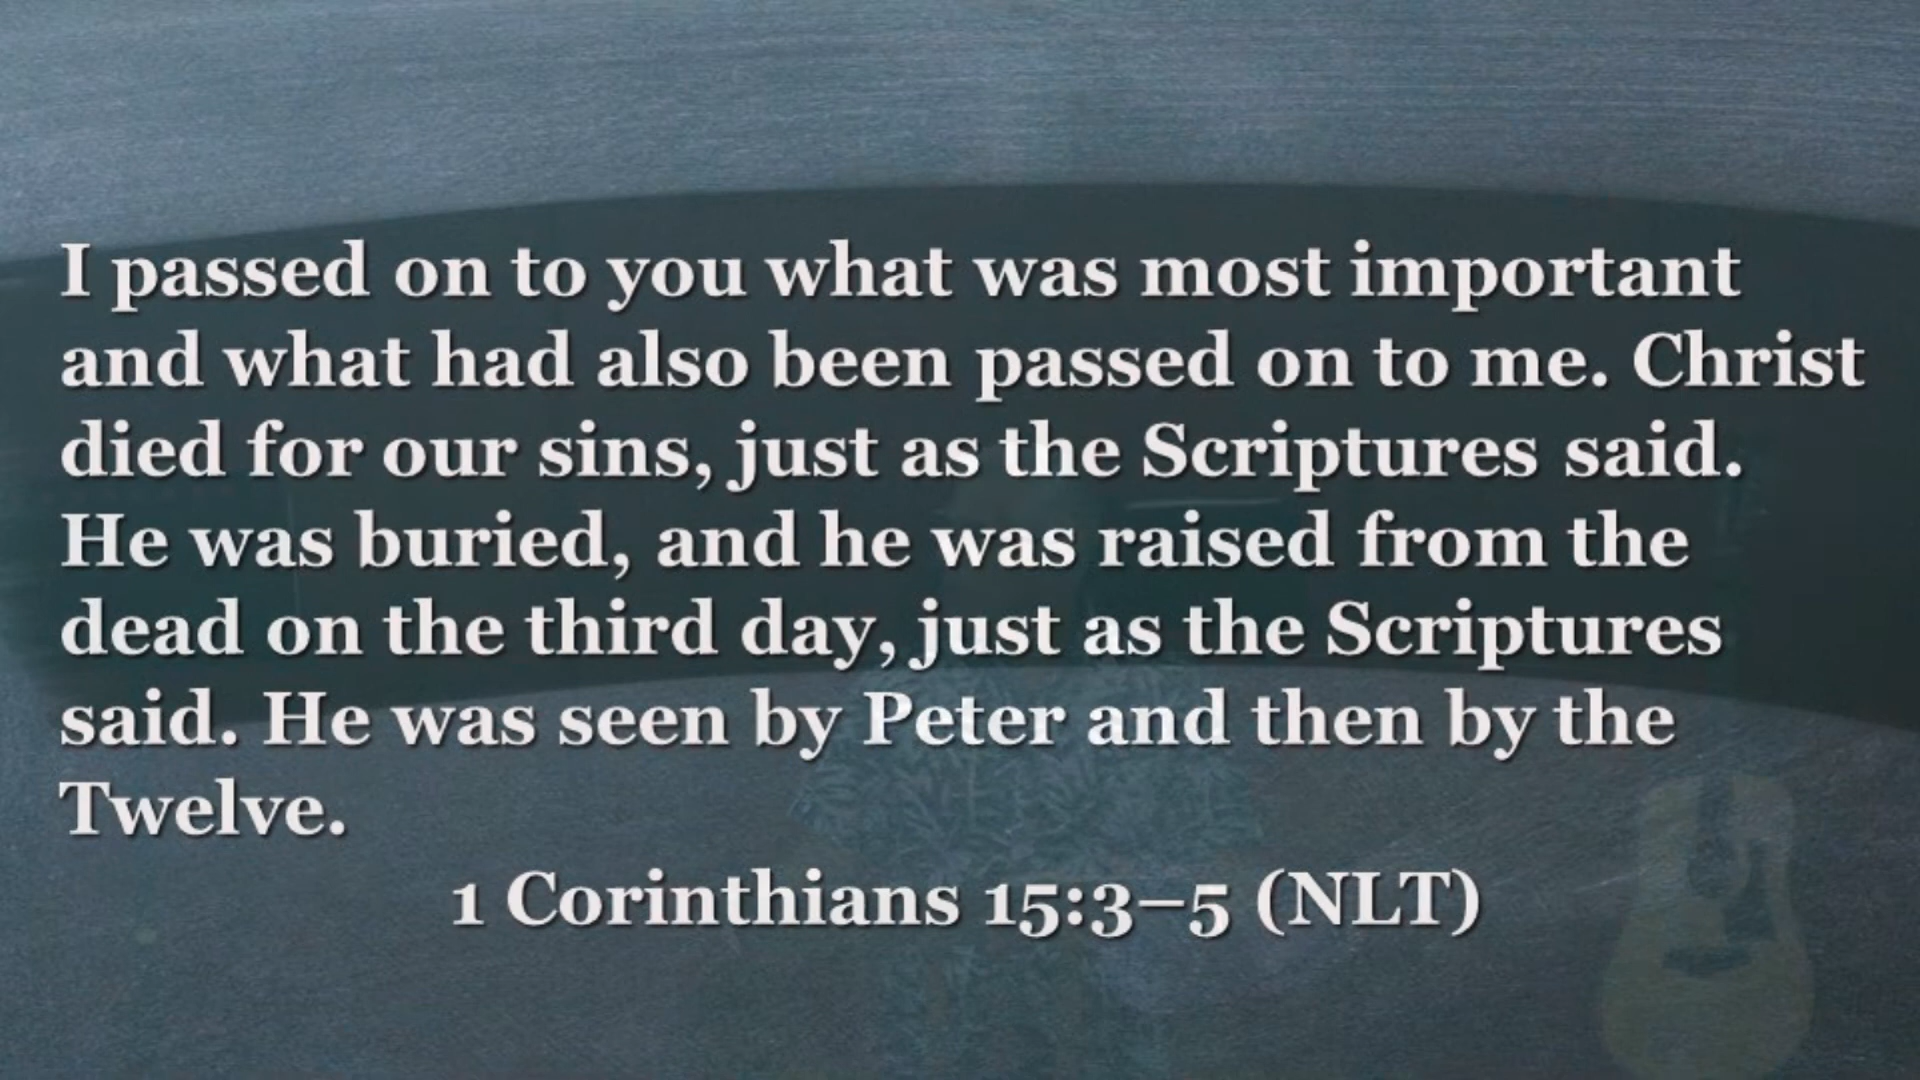 I passed on to you what was most important
and what had also been passed on to me. Christ
died for our sins, just as the Scriptures said.
He was buried, and he was raised from the
dead on the third day, just as the Scriptures
said. He was seen by Peter and then by the
Twelve.
1 Corinthians 15:3–5 (NLT)